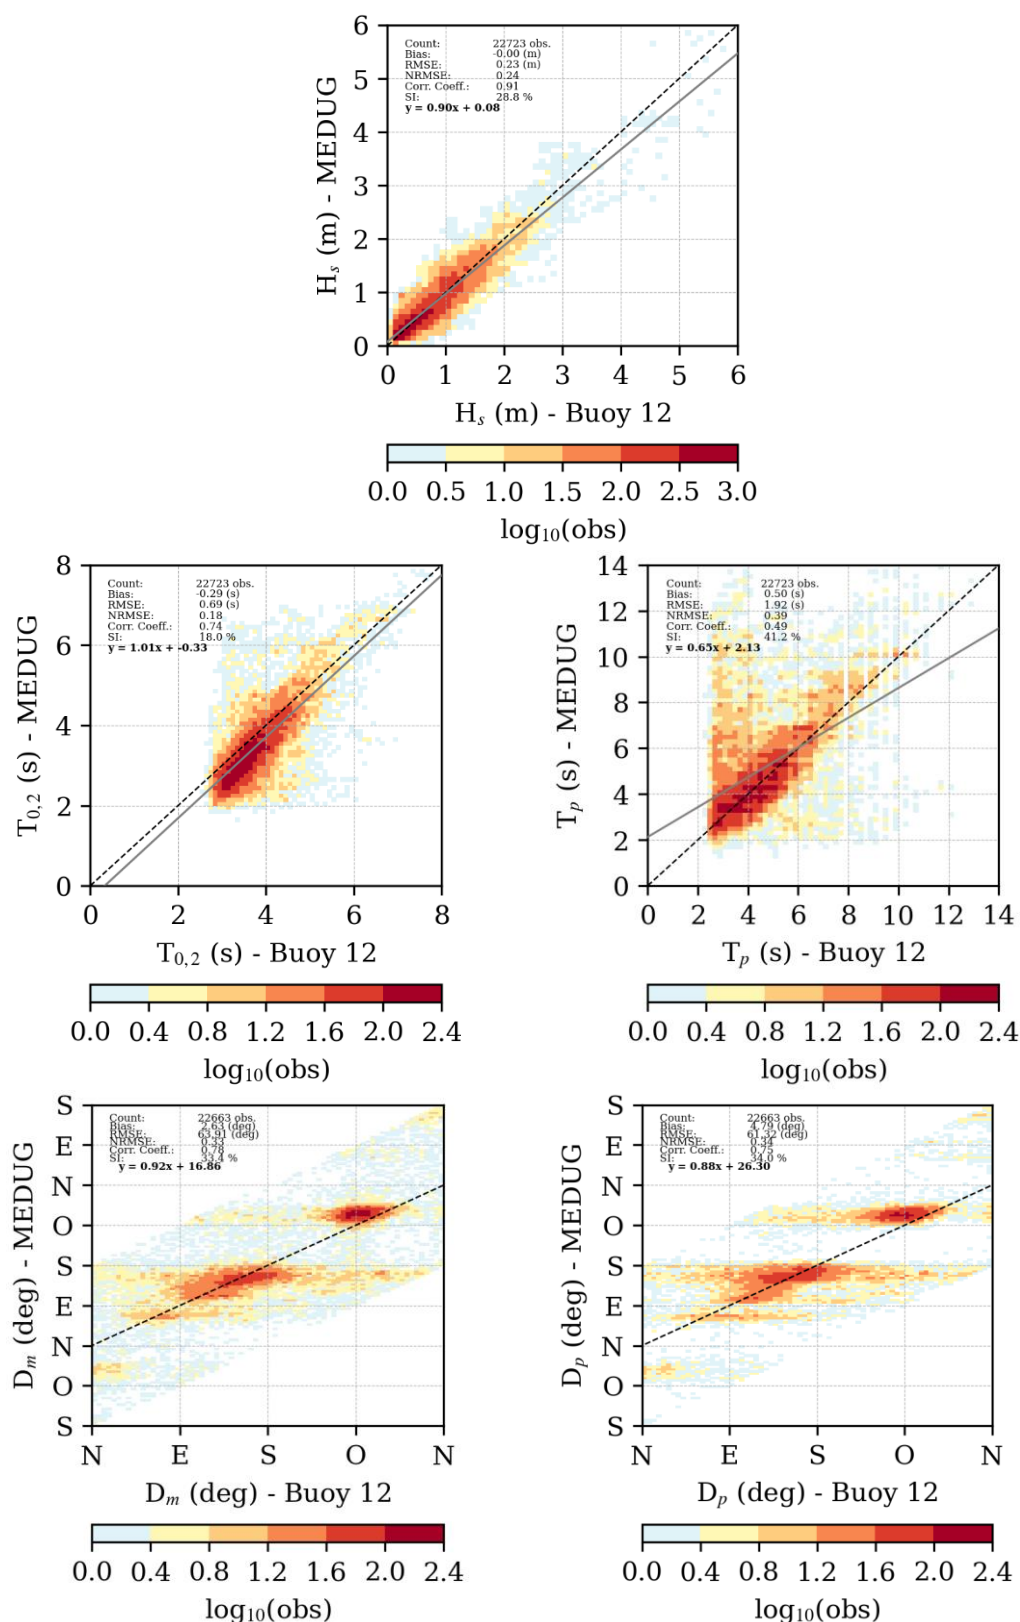 6
5
4
3
2
1
0
H_s (m) - MEDUG
Count: 22723 obs.
Bias: -0.00 (m)
RMSE: 0.23 (m)
NRMSE: 0.24
Corr. Coeff.: 0.91
SI: 28.8 %
y = 0.90x + 0.08
0 1 2 3 4 5 6
H_s (m) - Buoy 12
0.0 0.5 1.0 1.5 2.0 2.5 3.0
log₁₀(obs)
8
6
4
2
0
T_{0,2} (s) - MEDUG
Count: 22723 obs.
Bias: -0.29 (s)
RMSE: 0.69 (s)
NRMSE: 0.18
Corr. Coeff.: 0.74
SI: 18.0 %
y = 1.01x + -0.33
0 2 4 6 8
T_{0,2} (s) - Buoy 12
0.0 0.4 0.8 1.2 1.6 2.0 2.4
log₁₀(obs)
14
12
10
8
6
4
2
0
T_p (s) - MEDUG
Count: 22723 obs.
Bias: 0.50 (s)
RMSE: 1.92 (s)
NRMSE: 0.39
Corr. Coeff.: 0.49
SI: 41.2 %
y = 0.65x + 2.13
0 2 4 6 8 10 12 14
T_p (s) - Buoy 12
0.0 0.4 0.8 1.2 1.6 2.0 2.4
log₁₀(obs)
S
E
N
O
S
E
N
O
S
D_m (deg) - MEDUG
Count: 22663 obs.
Bias: 2.63 (deg)
RMSE: 63.91 (deg)
NRMSE: 0.33
Corr. Coeff.: 0.78
SI: 33.4 %
y = 0.92x + 16.86
N E S O N
D_m (deg) - Buoy 12
0.0 0.4 0.8 1.2 1.6 2.0 2.4
log₁₀(obs)
S
E
N
O
S
E
N
O
S
D_p (deg) - MEDUG
Count: 22663 obs.
Bias: 4.79 (deg)
RMSE: 61.32 (deg)
NRMSE: 0.34
Corr. Coeff.: 0.75
SI: 34.0 %
y = 0.88x + 26.30
N E S O N
D_p (deg) - Buoy 12
0.0 0.4 0.8 1.2 1.6 2.0 2.4
log₁₀(obs)